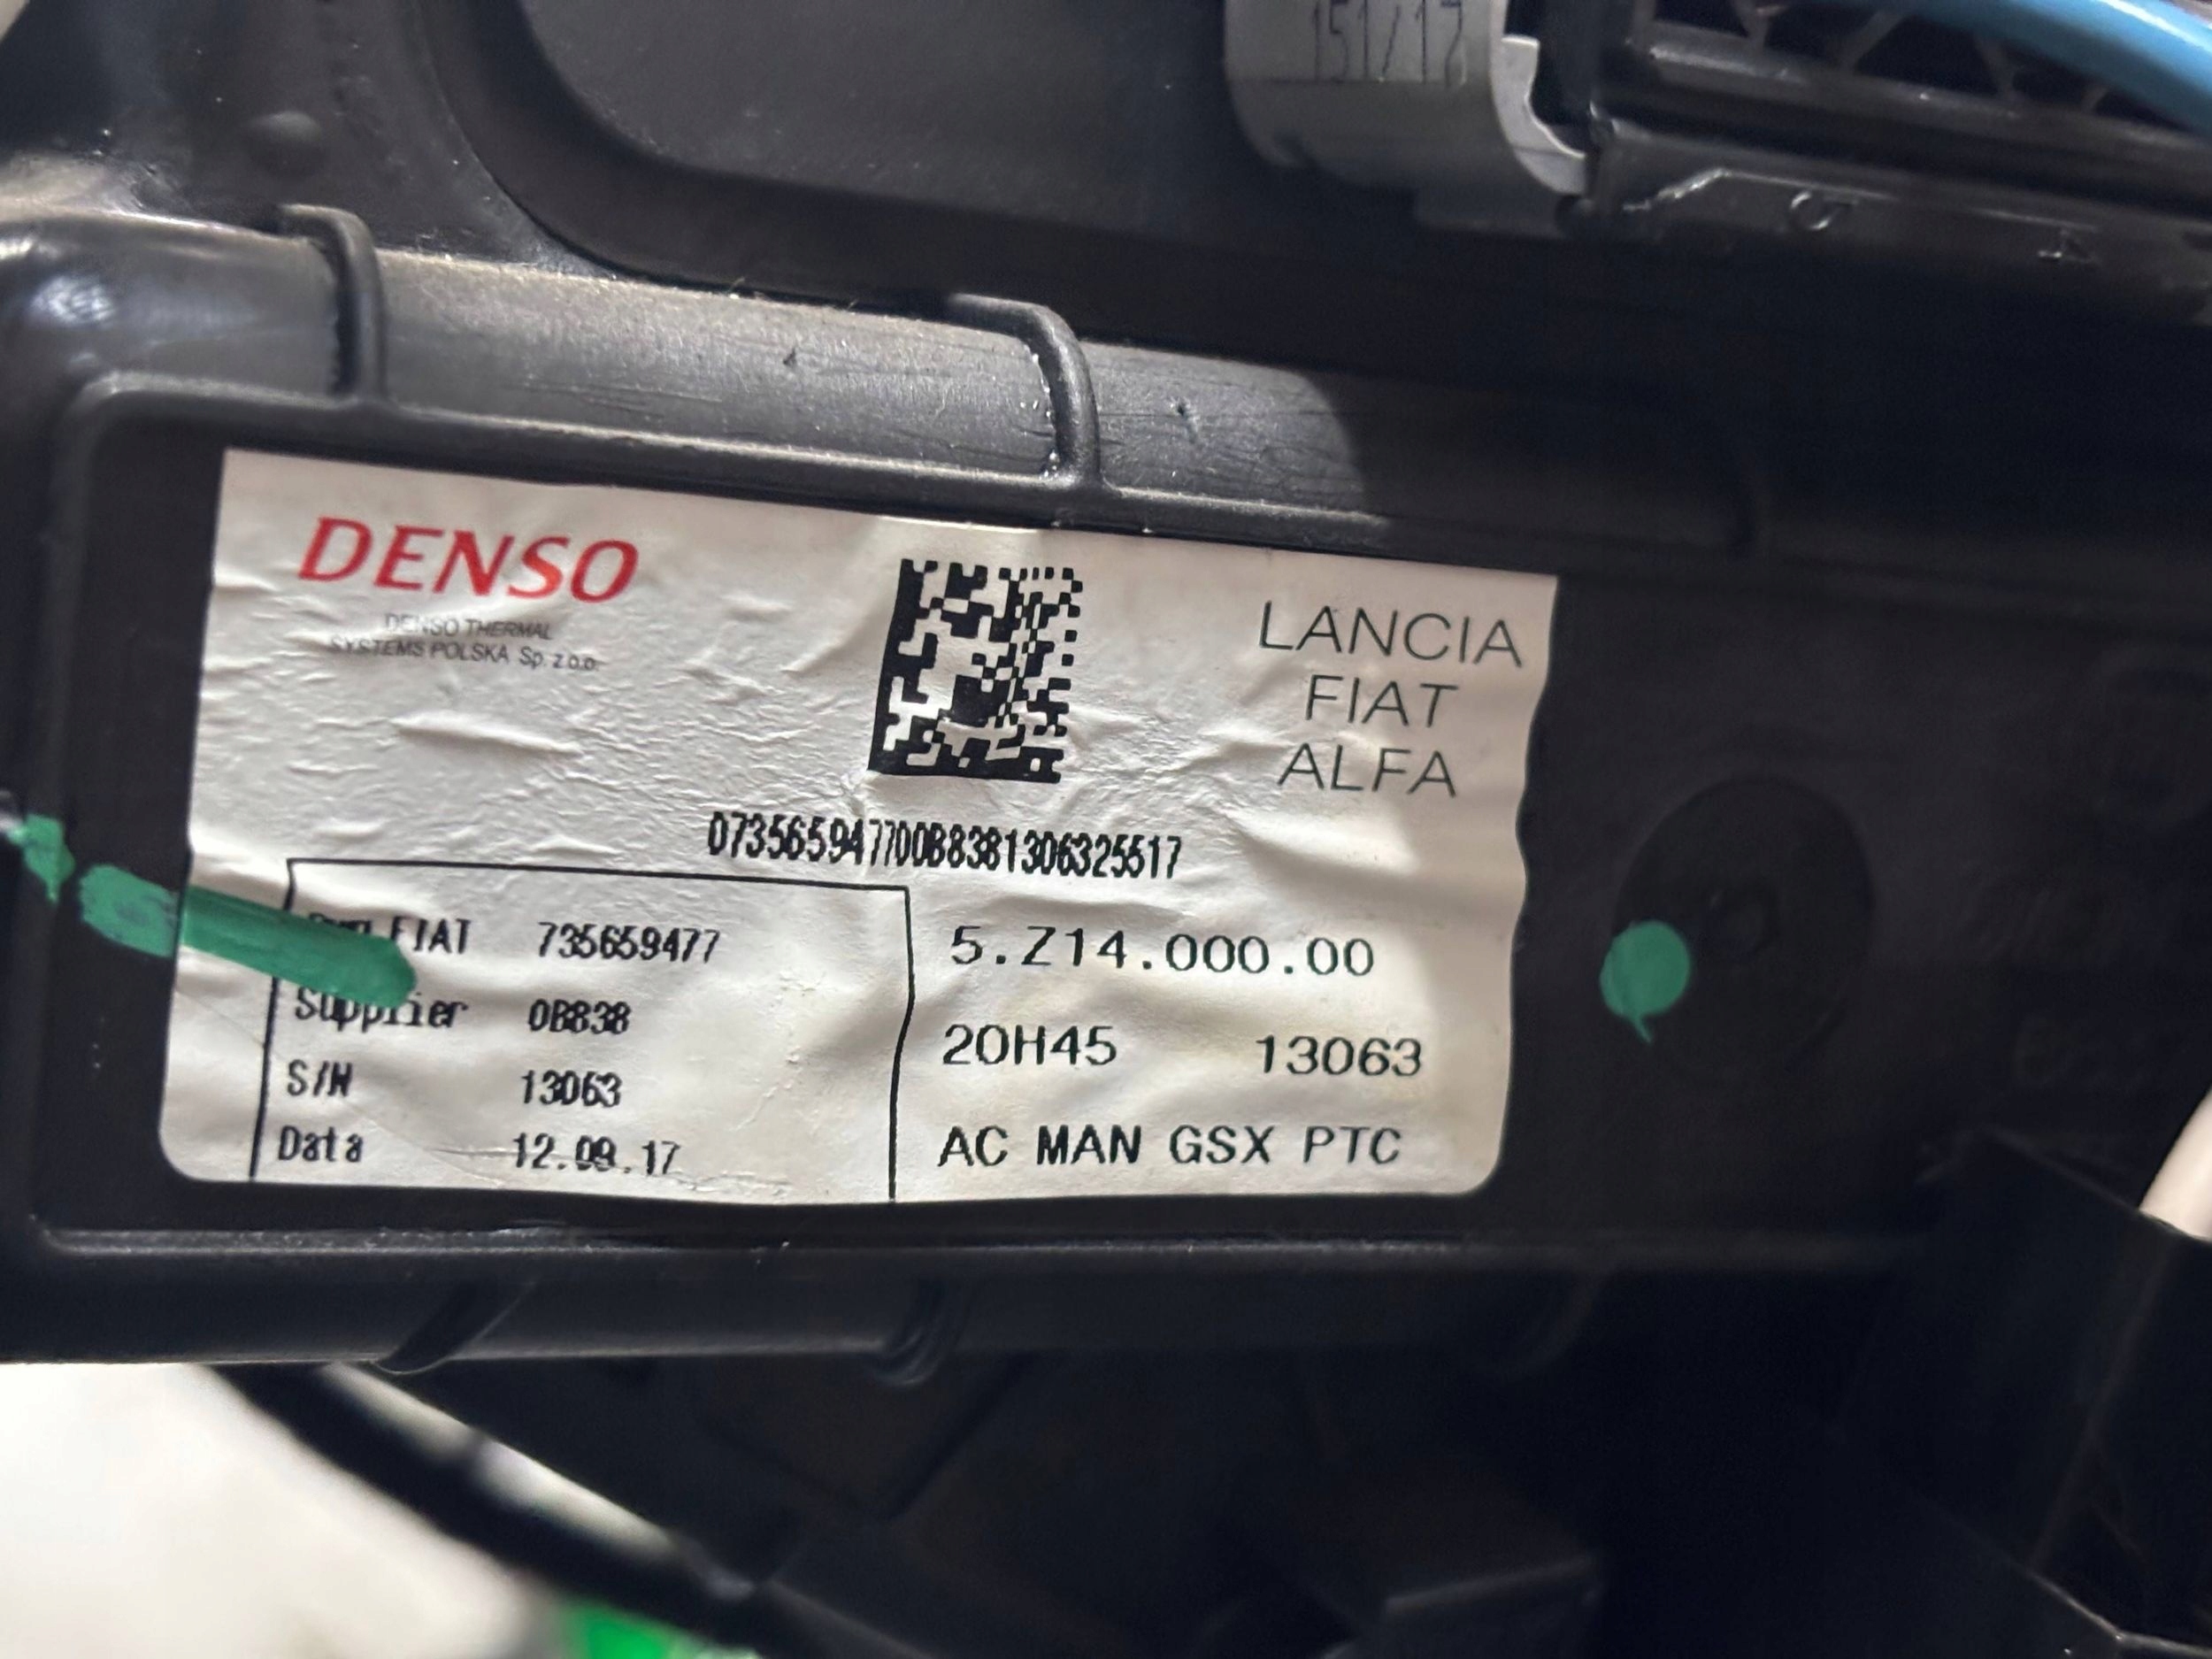 151/17
DENSO
DENSO THERMAL
SYSTEMS POLSKA Sp. z o.o.
LANCIA
FIAT
ALFA
073565947700B8381306325517
FIAT 735659477
Supplier 0B838
S/N 13063
Data 12.09.17
5.Z14.000.00
20H45 13063
AC MAN GSX PTC